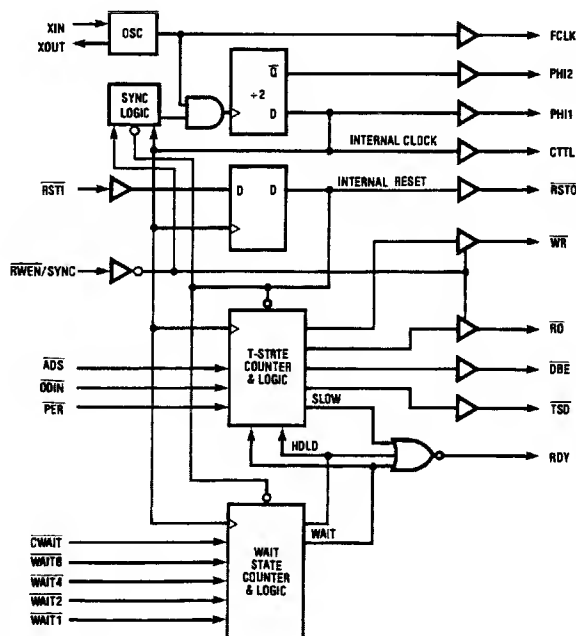 XIN
XOUT
OSC
FCLK
Q
÷2
D
PHI2
SYNC
LOGIC
PHI1
INTERNAL CLOCK
CTTL
RSTI
D
D
INTERNAL RESET
RSTO
RWEN/SYNC
WR
T-STATE
COUNTER
& LOGIC
RD
ADS
DDIN
PER
DBE
SLOW
TSD
HOLD
RDY
WAIT
CWAIT
WAIT8
WAIT4
WAIT2
WAIT1
WAIT
STATE
COUNTER
& LOGIC